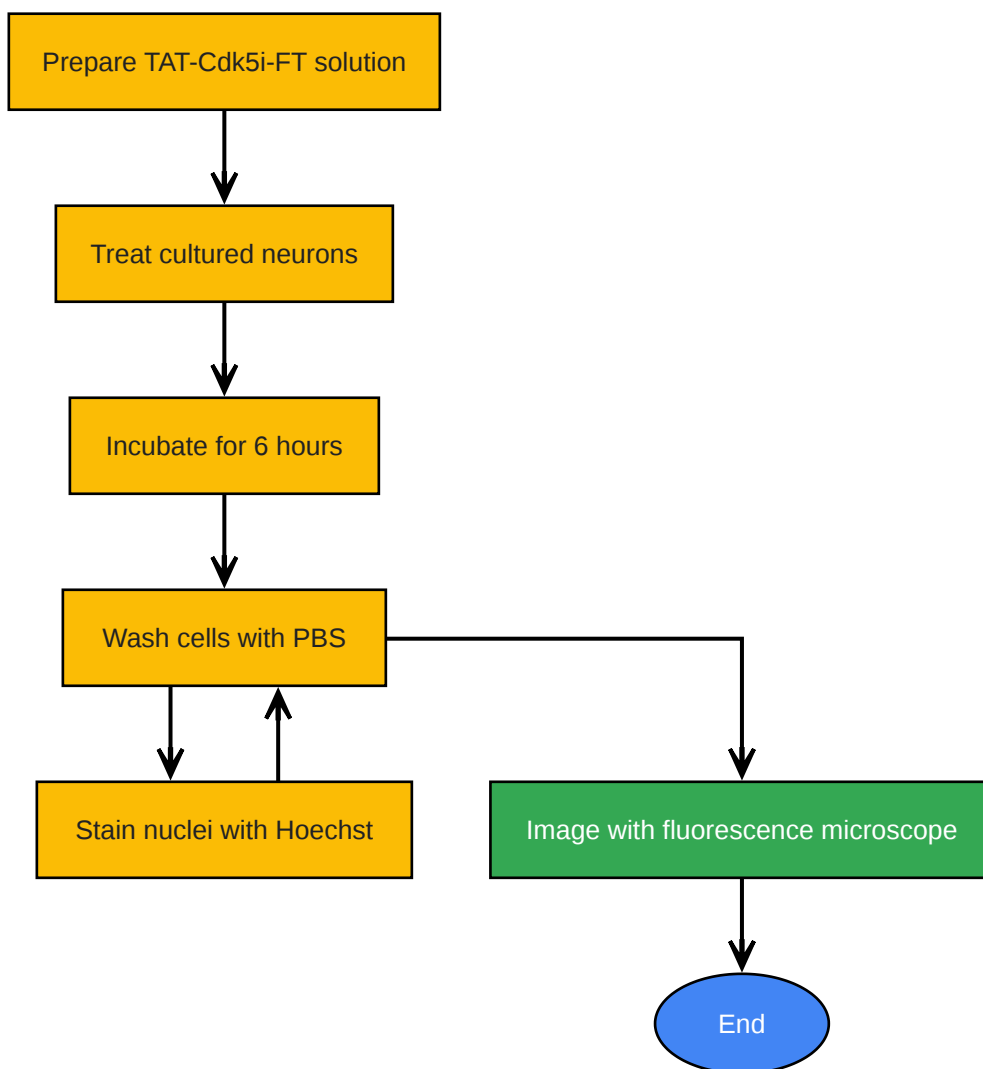 Prepare TAT-Cdk5i-FT solution
Treat cultured neurons
Incubate for 6 hours
Wash cells with PBS
Stain nuclei with Hoechst
Image with fluorescence microscope
End